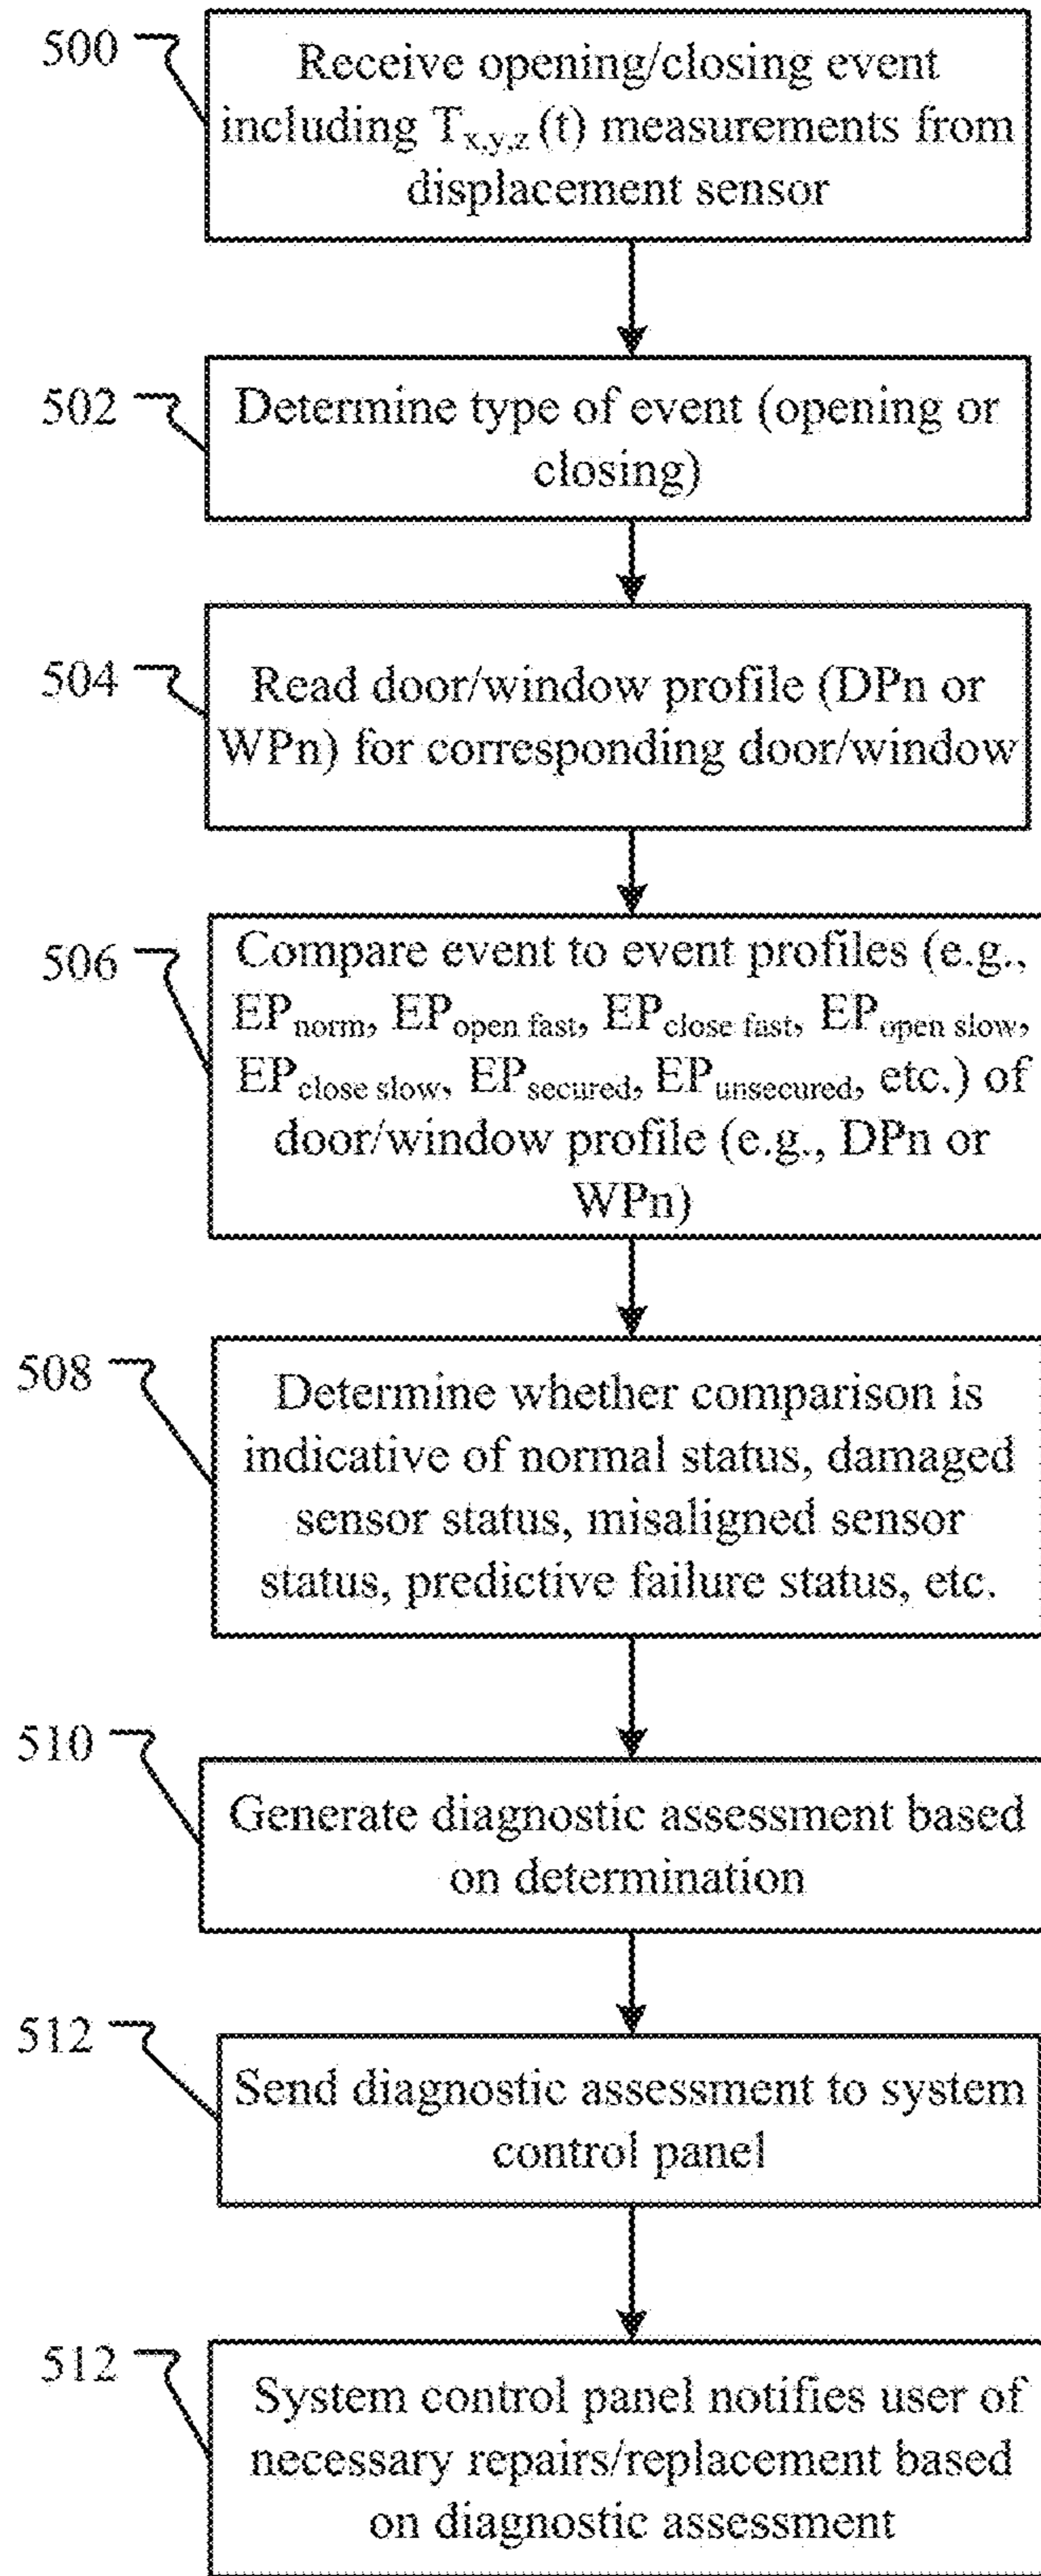 500
Receive opening/closing event
including Tx,y,z (t) measurements from
displacement sensor
502
Determine type of event (opening or
closing)
504
Read door/window profile (DPn or
WPn) for corresponding door/window
506
Compare event to event profiles (e.g.,
EPnorm, EPopen fast, EPclose fast, EPopen slow,
EPclose slow, EPsecured, EPunsecured, etc.) of
door/window profile (e.g., DPn or
WPn)
508
Determine whether comparison is
indicative of normal status, damaged
sensor status, misaligned sensor
status, predictive failure status, etc.
510
Generate diagnostic assessment based
on determination
512
Send diagnostic assessment to system
control panel
512
System control panel notifies user of
necessary repairs/replacement based
on diagnostic assessment